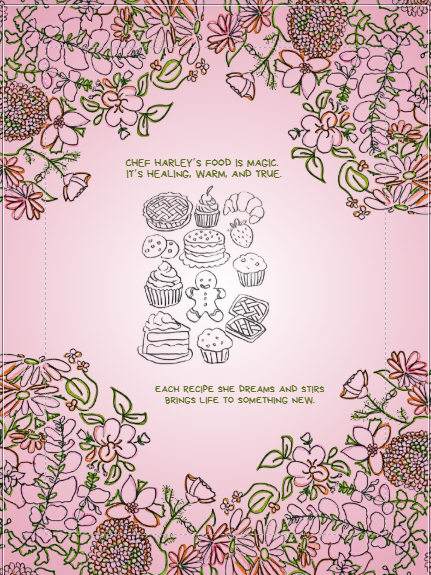 CHEF HARLEY'S FOOD IS MAGIC.
IT'S HEALING, WARM, AND TRUE.
EACH RECIPE SHE DREAMS AND STIRS
BRINGS LIFE TO SOMETHING NEW.